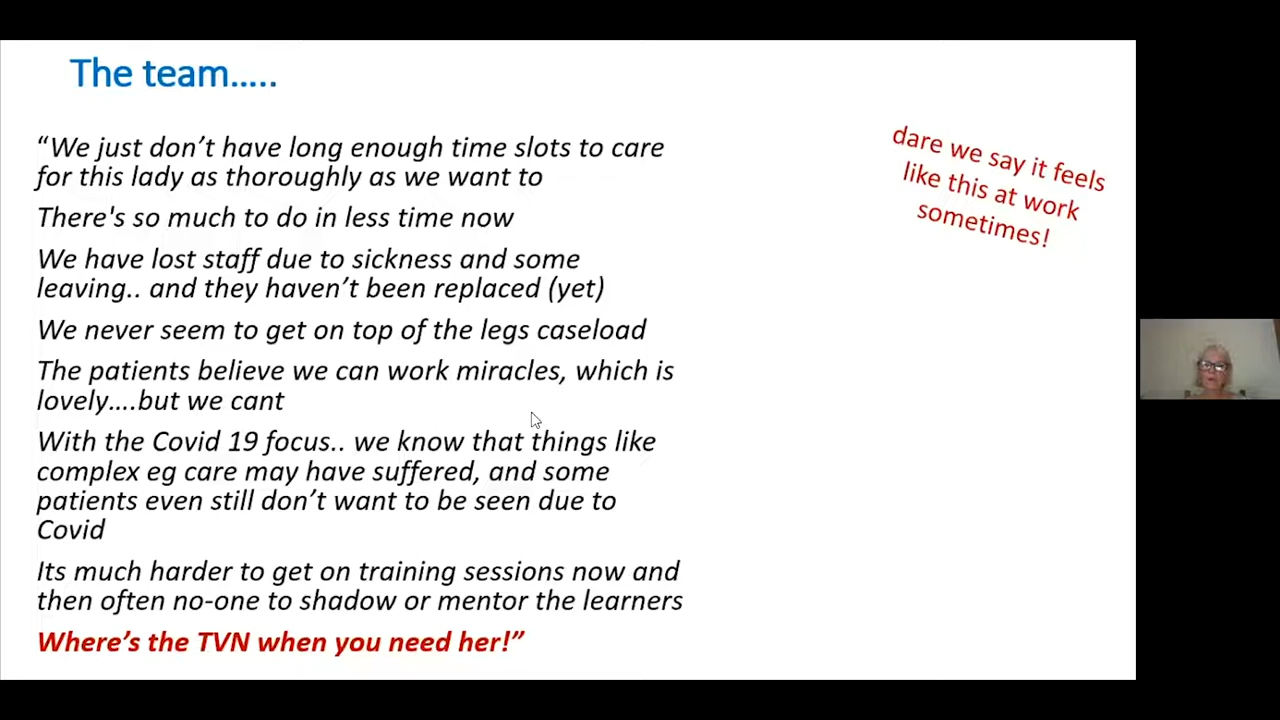 The team.....
“We just don’t have long enough time slots to care
for this lady as thoroughly as we want to
There's so much to do in less time now
We have lost staff due to sickness and some
leaving.. and they haven’t been replaced (yet)
We never seem to get on top of the legs caseload
The patients believe we can work miracles, which is
lovely....but we cant
With the Covid 19 focus.. we know that things like
complex eg care may have suffered, and some
patients even still don’t want to be seen due to
Covid
Its much harder to get on training sessions now and
then often no-one to shadow or mentor the learners
Where’s the TVN when you need her!”
dare we say it feels
like this at work
sometimes!